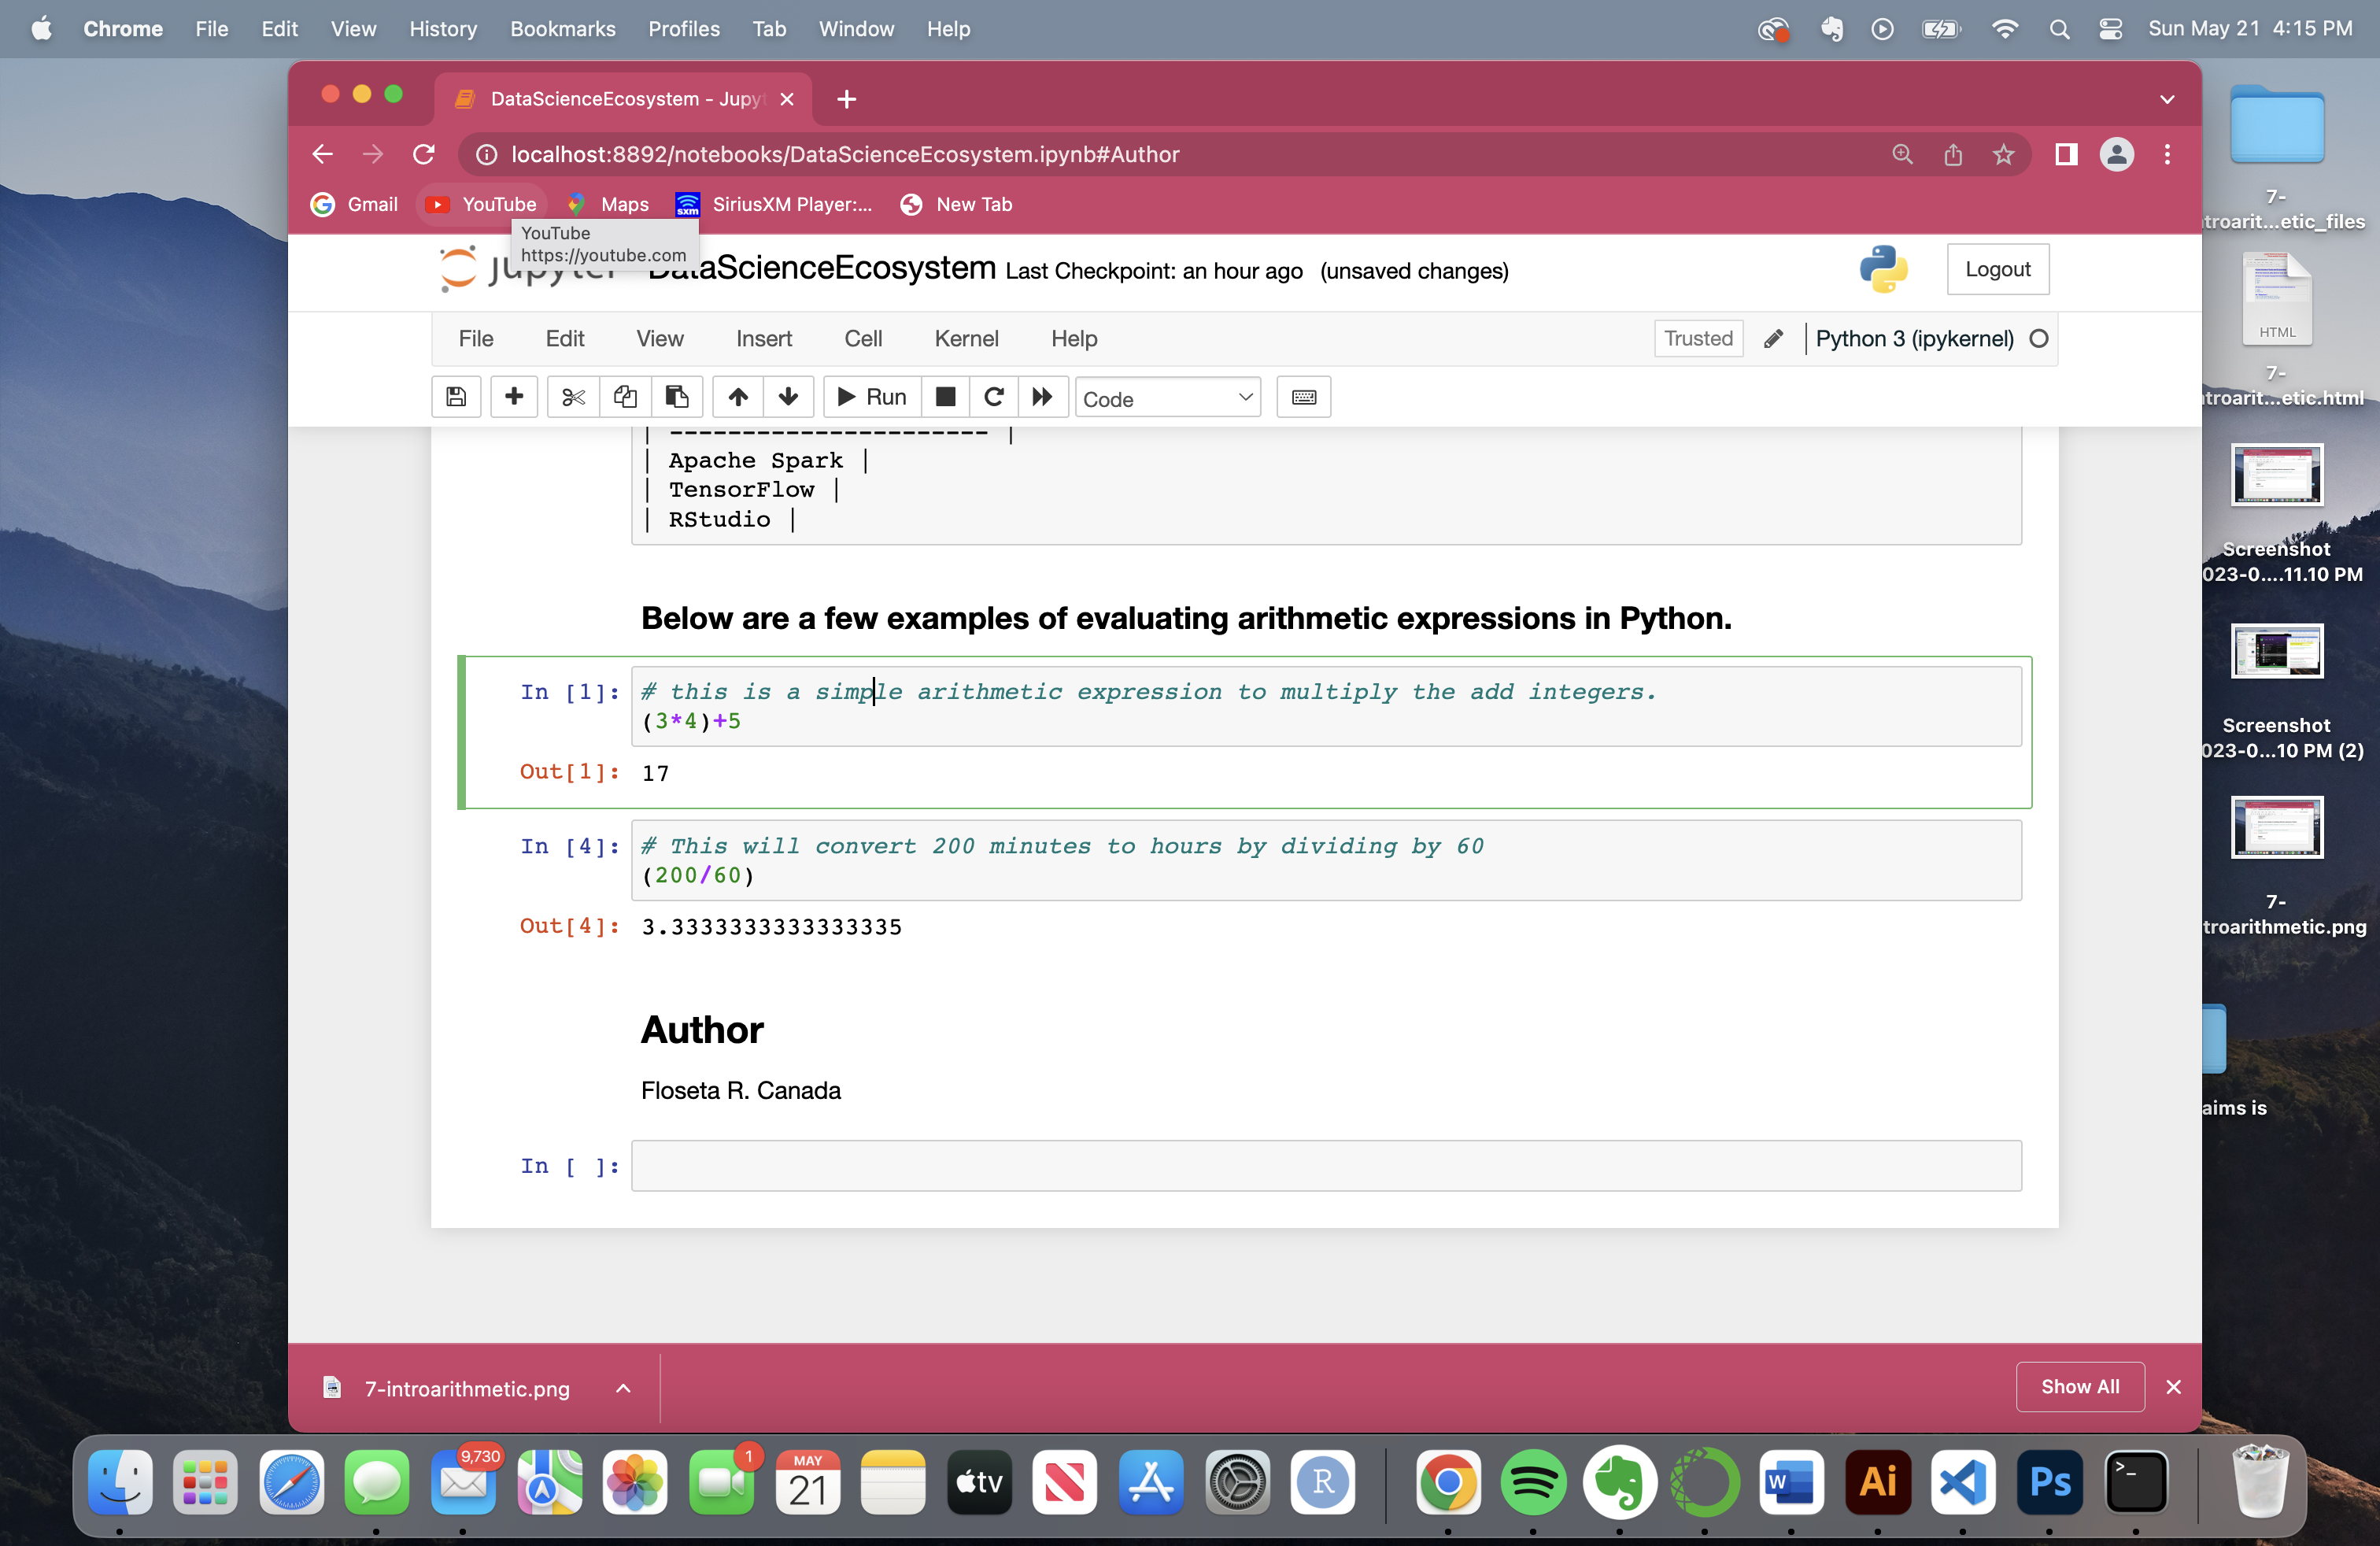 Chrome File Edit View History Bookmarks Profiles Tab Window Help Sun May 21 4:15 PM
DataScienceEcosystem - Jupyt
localhost:8892/notebooks/DataScienceEcosystem.ipynb#Author
Gmail YouTube Maps sxm SiriusXM Player:... New Tab
YouTube
https://youtube.com
DataScienceEcosystem Last Checkpoint: an hour ago (unsaved changes)
Logout
File Edit View Insert Cell Kernel Help Trusted Python 3 (ipykernel)
Run Code
| ---------------------- |
| Apache Spark |
| TensorFlow |
| RStudio |
Below are a few examples of evaluating arithmetic expressions in Python.
In [1]: # this is a simple arithmetic expression to multiply the add integers.
(3*4)+5
Out[1]: 17
In [4]: # This will convert 200 minutes to hours by dividing by 60
(200/60)
Out[4]: 3.3333333333333335
Author
Floseta R. Canada
In [ ]:
7-introarithmetic.png
Show All
7-
troarit...etic_files
HTML
7-
troarit...etic.html
Screenshot
023-0....11.10 PM
Screenshot
023-0...10 PM (2)
7-
troarithmetic.png
aims is
9,730
1
MAY
21
tv
R
W
Ai
Ps
>_